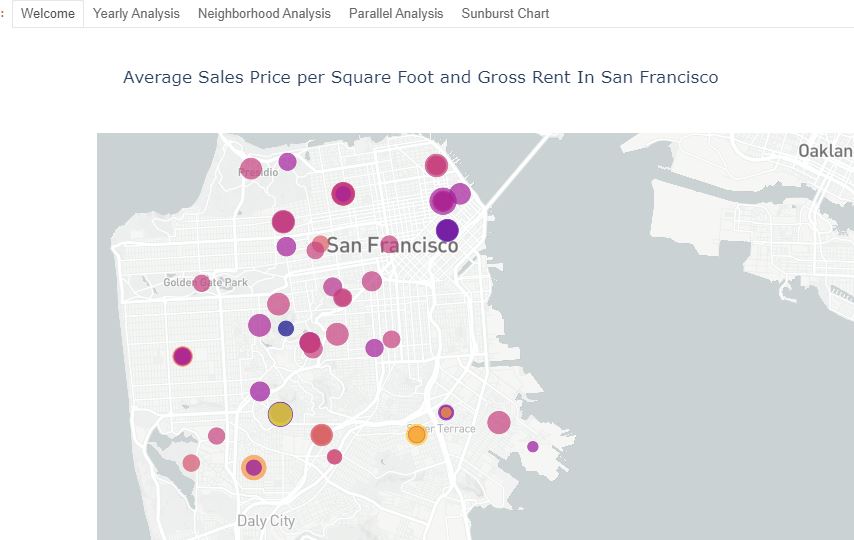 : Welcome Yearly Analysis Neighborhood Analysis Parallel Analysis Sunburst Chart
Average Sales Price per Square Foot and Gross Rent In San Francisco
Oaklan
Presidio
San Francisco
Golden Gate Park
Terrace
Daly City